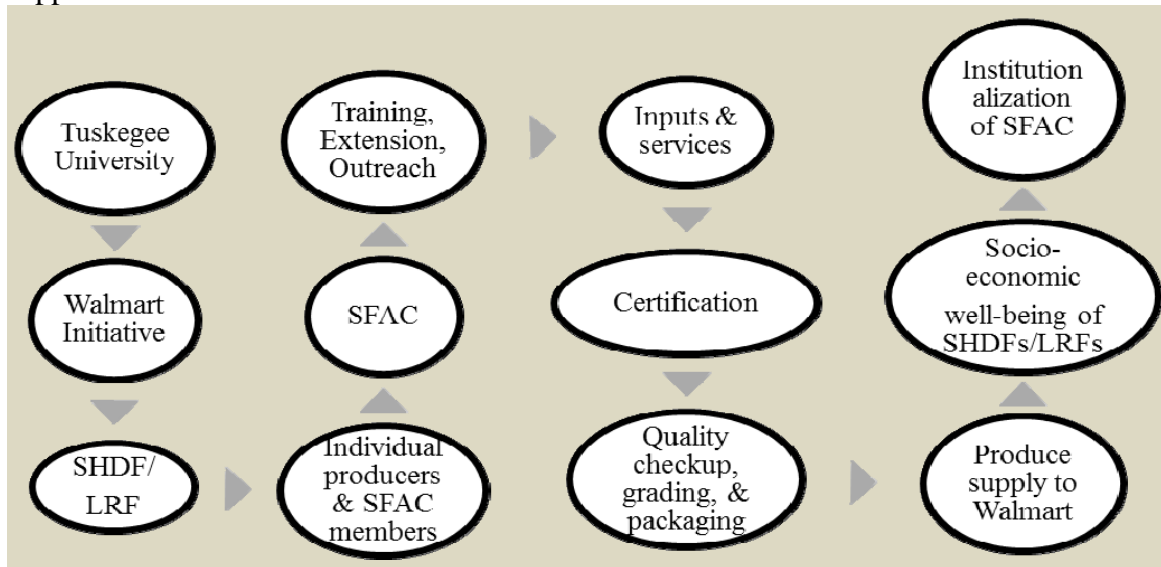 Tuskegee
University
Walmart
Initiative
SHDF/
LRF
Individual
producers
& SFAC
members
SFAC
Training,
Extension,
Outreach
Inputs &
services
Certification
Quality
checkup,
grading, &
packaging
Produce
supply to
Walmart
Socio-
economic
well-being of
SHDFs/LRFs
Institution
alization
of SFAC